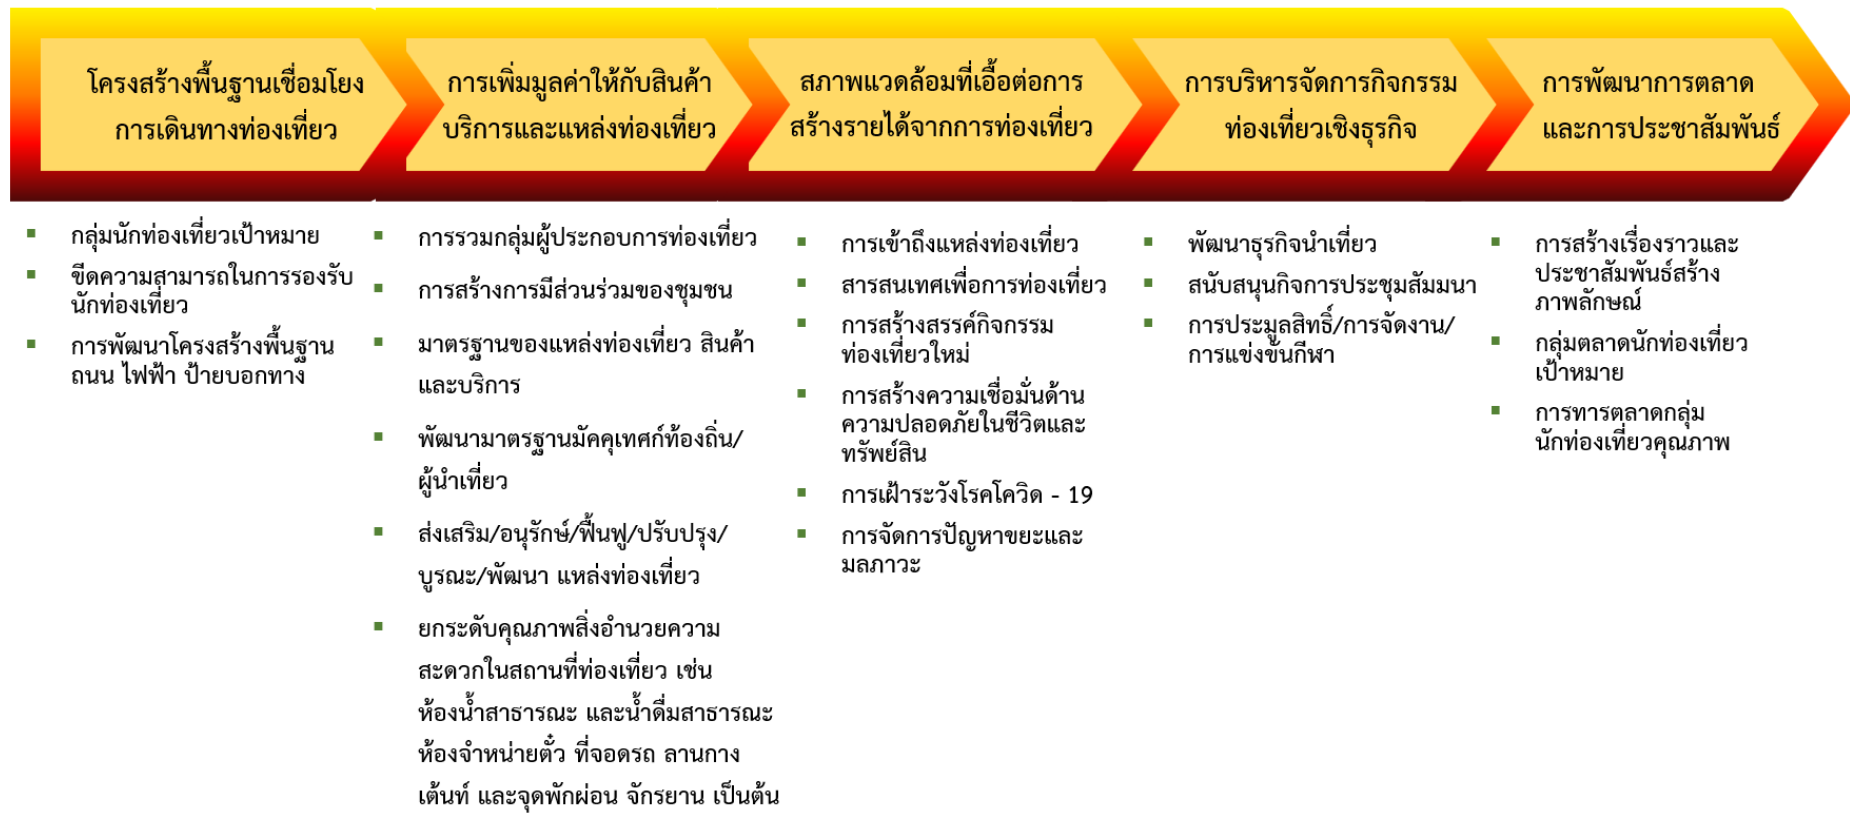 โครงสร้างพื้นฐานเชื่อมโยง
การเดินทางท่องเที่ยว
การเพิ่มมูลค่าให้กับสินค้า
บริการและแหล่งท่องเที่ยว
สภาพแวดล้อมที่เอื้อต่อการ
สร้างรายได้จากการท่องเที่ยว
การบริหารจัดการกิจกรรม
ท่องเที่ยวเชิงธุรกิจ
การพัฒนาการตลาด
และการประชาสัมพันธ์
กลุ่มนักท่องเที่ยวเป้าหมาย
ขีดความสามารถในการรองรับ
นักท่องเที่ยว
การพัฒนาโครงสร้างพื้นฐาน
ถนน ไฟฟ้า ป้ายบอกทาง
การรวมกลุ่มผู้ประกอบการท่องเที่ยว
การสร้างการมีส่วนร่วมของชุมชน
มาตรฐานของแหล่งท่องเที่ยว สินค้า
และบริการ
พัฒนามาตรฐานมัคคุเทศก์ท้องถิ่น/
ผู้นำเที่ยว
ส่งเสริม/อนุรักษ์/ฟื้นฟู/ปรับปรุง/
บูรณะ/พัฒนา แหล่งท่องเที่ยว
ยกระดับคุณภาพสิ่งอำนวยความ
สะดวกในสถานที่ท่องเที่ยว เช่น
ห้องน้ำสาธารณะ และน้ำดื่มสาธารณะ
ห้องจำหน่ายตั๋ว ที่จอดรถ ลานกาง
เต้นท์ และจุดพักผ่อน จักรยาน เป็นต้น
การเข้าถึงแหล่งท่องเที่ยว
สารสนเทศเพื่อการท่องเที่ยว
การสร้างสรรค์กิจกรรม
ท่องเที่ยวใหม่
การสร้างความเชื่อมั่นด้าน
ความปลอดภัยในชีวิตและ
ทรัพย์สิน
การเฝ้าระวังโรคโควิด - 19
การจัดการปัญหาขยะและ
มลภาวะ
พัฒนาธุรกิจนำเที่ยว
สนับสนุนกิจการประชุมสัมมนา
การประมูลสิทธิ์/การจัดงาน/
การแข่งขันกีฬา
การสร้างเรื่องราวและ
ประชาสัมพันธ์สร้าง
ภาพลักษณ์
กลุ่มตลาดนักท่องเที่ยว
เป้าหมาย
การทารตลาดกลุ่ม
นักท่องเที่ยวคุณภาพ